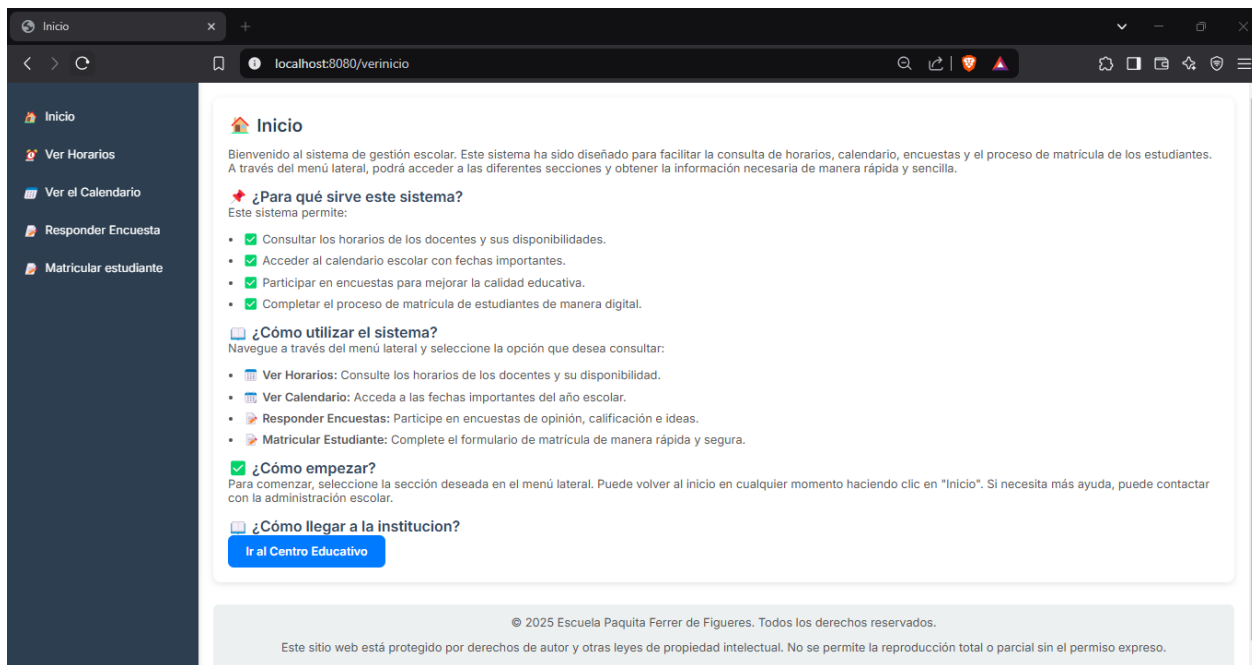 Inicio
localhost:8080/verinicio
Inicio
Ver Horarios
Ver el Calendario
Responder Encuesta
Matricular estudiante
Inicio
Bienvenido al sistema de gestión escolar. Este sistema ha sido diseñado para facilitar la consulta de horarios, calendario, encuestas y el proceso de matrícula de los estudiantes.
A través del menú lateral, podrá acceder a las diferentes secciones y obtener la información necesaria de manera rápida y sencilla.
¿Para qué sirve este sistema?
Este sistema permite:
• Consultar los horarios de los docentes y sus disponibilidades.
• Acceder al calendario escolar con fechas importantes.
• Participar en encuestas para mejorar la calidad educativa.
• Completar el proceso de matrícula de estudiantes de manera digital.
¿Cómo utilizar el sistema?
Navegue a través del menú lateral y seleccione la opción que desea consultar:
• Ver Horarios: Consulte los horarios de los docentes y su disponibilidad.
• Ver Calendario: Acceda a las fechas importantes del año escolar.
• Responder Encuestas: Participe en encuestas de opinión, calificación e ideas.
• Matricular Estudiante: Complete el formulario de matrícula de manera rápida y segura.
¿Cómo empezar?
Para comenzar, seleccione la sección deseada en el menú lateral. Puede volver al inicio en cualquier momento haciendo clic en "Inicio". Si necesita más ayuda, puede contactar
con la administración escolar.
¿Cómo llegar a la institucion?
Ir al Centro Educativo
© 2025 Escuela Paquita Ferrer de Figueres. Todos los derechos reservados.
Este sitio web está protegido por derechos de autor y otras leyes de propiedad intelectual. No se permite la reproducción total o parcial sin el permiso expreso.